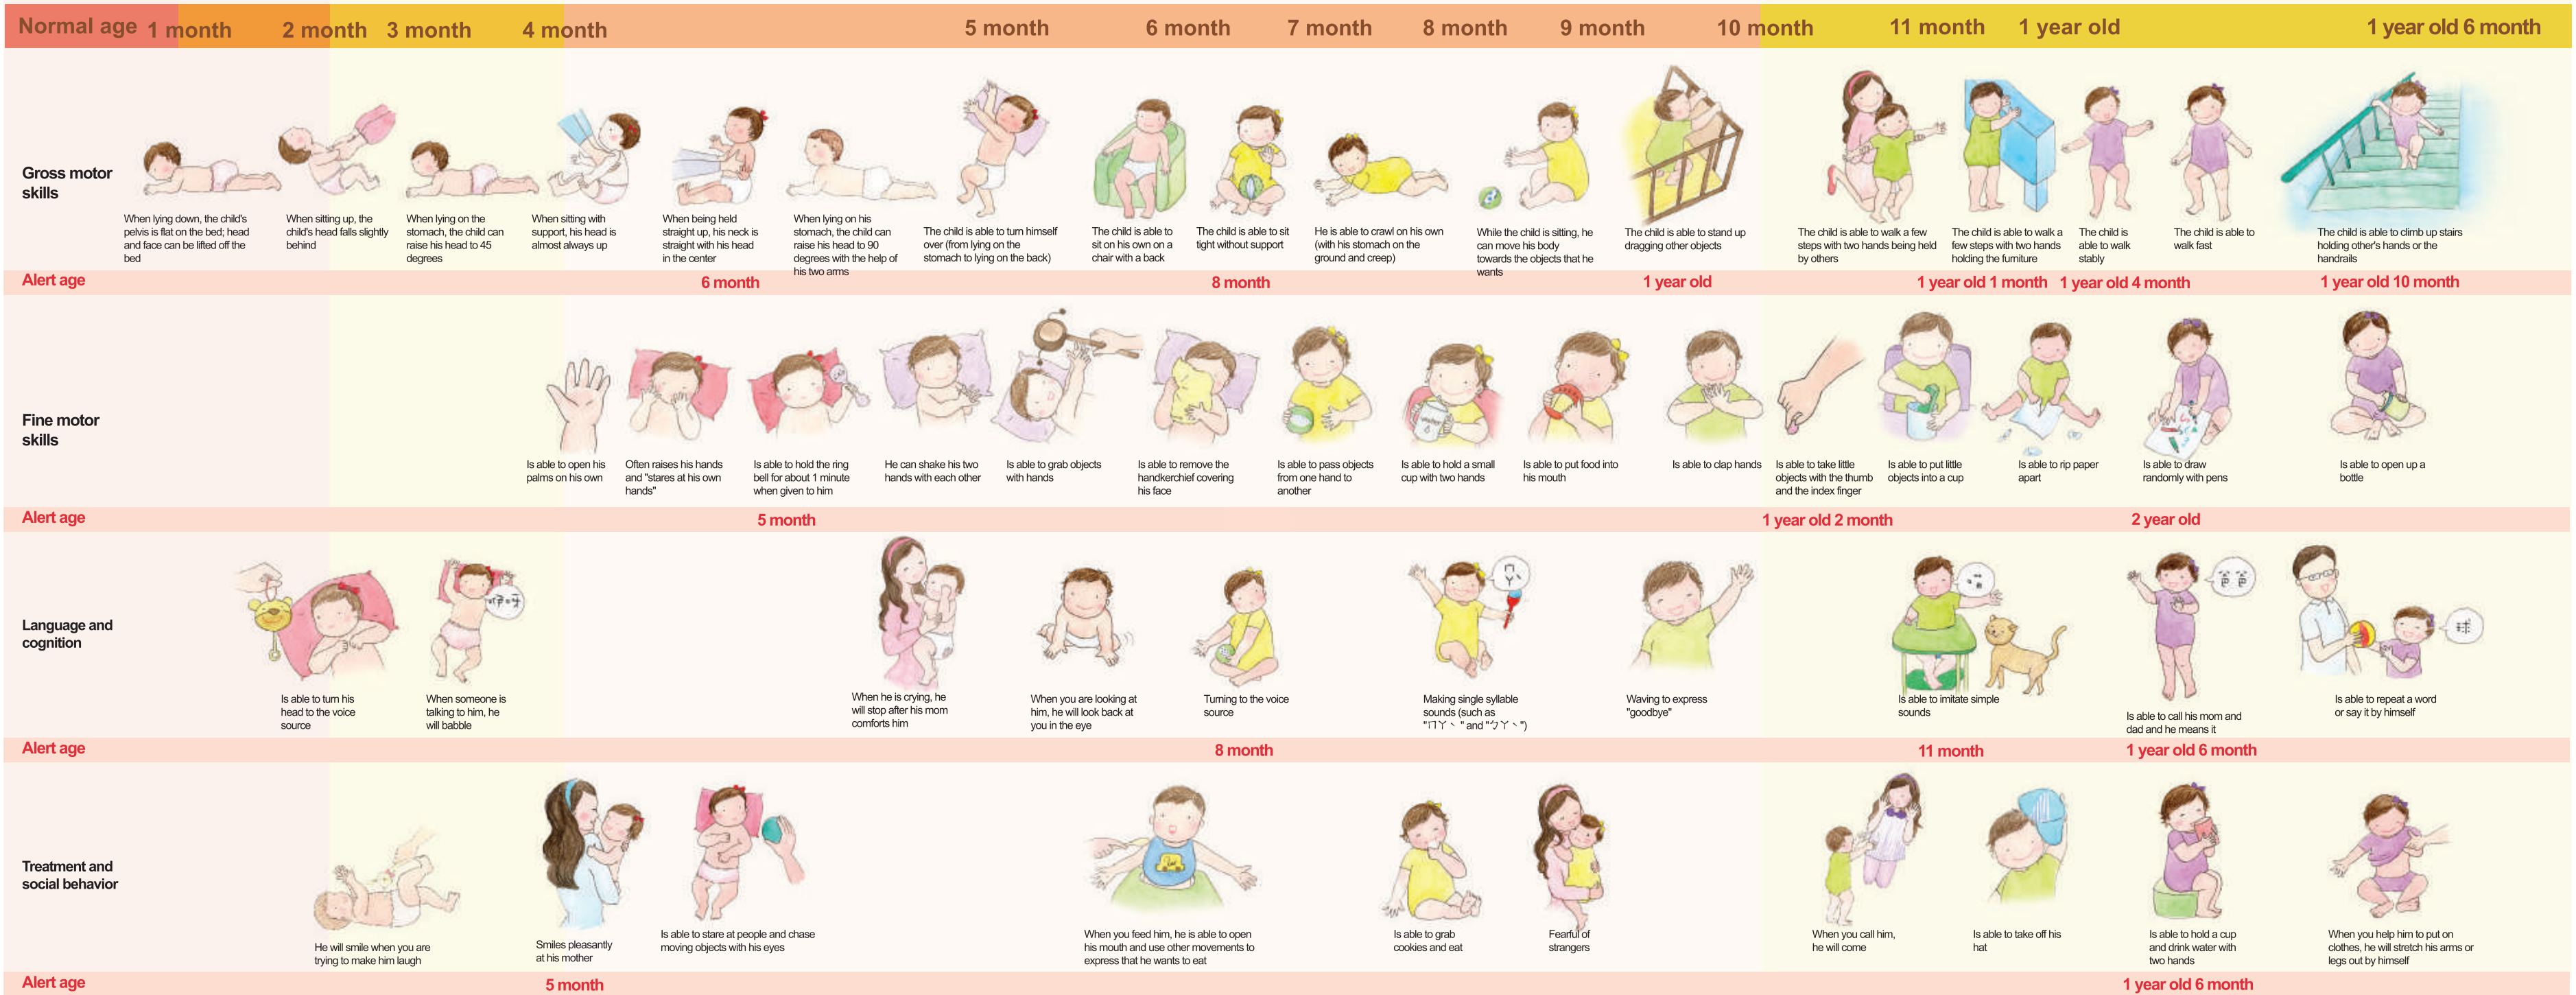 Normal age 1 month 2 month 3 month 4 month 5 month 6 month 7 month 8 month 9 month 10 month 11 month 1 year old 1 year old 6 month
Gross motor
skills
When lying down, the child's
pelvis is flat on the bed; head
and face can be lifted off the
bed
When sitting up, the
child's head falls slightly
behind
When lying on the
stomach, the child can
raise his head to 45
degrees
When sitting with
support, his head is
almost always up
When being held
straight up, his neck is
straight with his head
in the center
When lying on his
stomach, the child can
raise his head to 90
degrees with the help of
his two arms
The child is able to turn himself
over (from lying on the
stomach to lying on the back)
The child is able to
sit on his own on a
chair with a back
The child is able to sit
tight without support
He is able to crawl on his own
(with his stomach on the
ground and creep)
While the child is sitting, he
can move his body
towards the objects that he
wants
The child is able to stand up
dragging other objects
The child is able to walk a few
steps with two hands being held
by others
The child is able to walk a
few steps with two hands
holding the furniture
The child is
able to walk
stably
The child is able to
walk fast
The child is able to climb up stairs
holding other's hands or the
handrails
Alert age 6 month 8 month 1 year old 1 year old 1 month 1 year old 4 month 1 year old 10 month
Fine motor
skills
water
Is able to open his
palms on his own
Often raises his hands
and "stares at his own
hands"
Is able to hold the ring
bell for about 1 minute
when given to him
He can shake his two
hands with each other
Is able to grab objects
with hands
Is able to remove the
handkerchief covering
his face
Is able to pass objects
from one hand to
another
Is able to hold a small
cup with two hands
Is able to put food into
his mouth
Is able to clap hands
Is able to take little
objects with the thumb
and the index finger
Is able to put little
objects into a cup
Is able to rip paper
apart
Is able to draw
randomly with pens
Is able to open up a
bottle
Alert age 5 month 1 year old 2 month 2 year old
Language and
cognition
ㄇ
ㄚˋ
爸爸
球
Is able to turn his
head to the voice
source
When someone is
talking to him, he
will babble
When he is crying, he
will stop after his mom
comforts him
When you are looking at
him, he will look back at
you in the eye
Turning to the voice
source
Making single syllable
sounds (such as
"ㄇㄚˋ" and "ㄅㄚˋ")
Waving to express
"goodbye"
Is able to imitate simple
sounds
Is able to call his mom and
dad and he means it
Is able to repeat a word
or say it by himself
Alert age 8 month 11 month 1 year old 6 month
Treatment and
social behavior
He will smile when you are
trying to make him laugh
Smiles pleasantly
at his mother
Is able to stare at people and chase
moving objects with his eyes
When you feed him, he is able to open
his mouth and use other movements to
express that he wants to eat
Is able to grab
cookies and eat
Fearful of
strangers
When you call him,
he will come
Is able to take off his
hat
Is able to hold a cup
and drink water with
two hands
When you help him to put on
clothes, he will stretch his arms or
legs out by himself
Alert age 5 month 1 year old 6 month